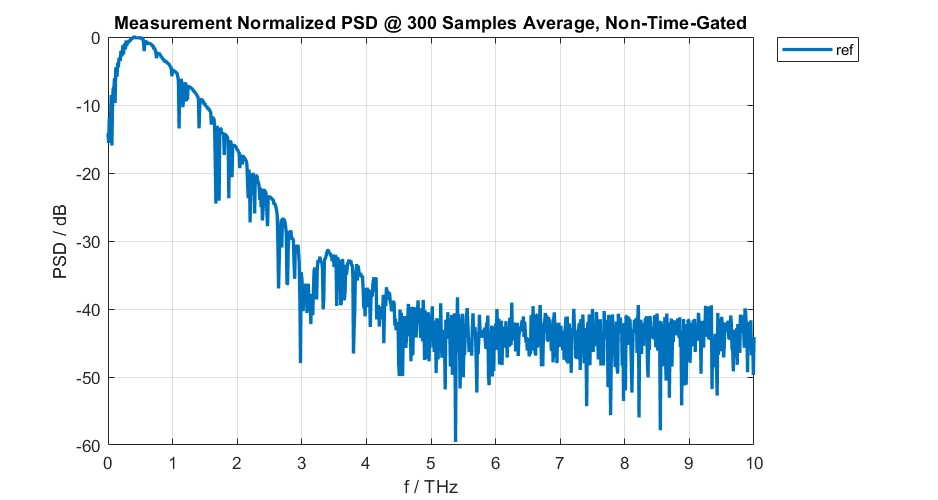 Measurement Normalized PSD @ 300 Samples Average, Non-Time-Gated
ref
PSD / dB
0
-10
-20
-30
-40
-50
-60
0 1 2 3 4 5 6 7 8 9 10
f / THz